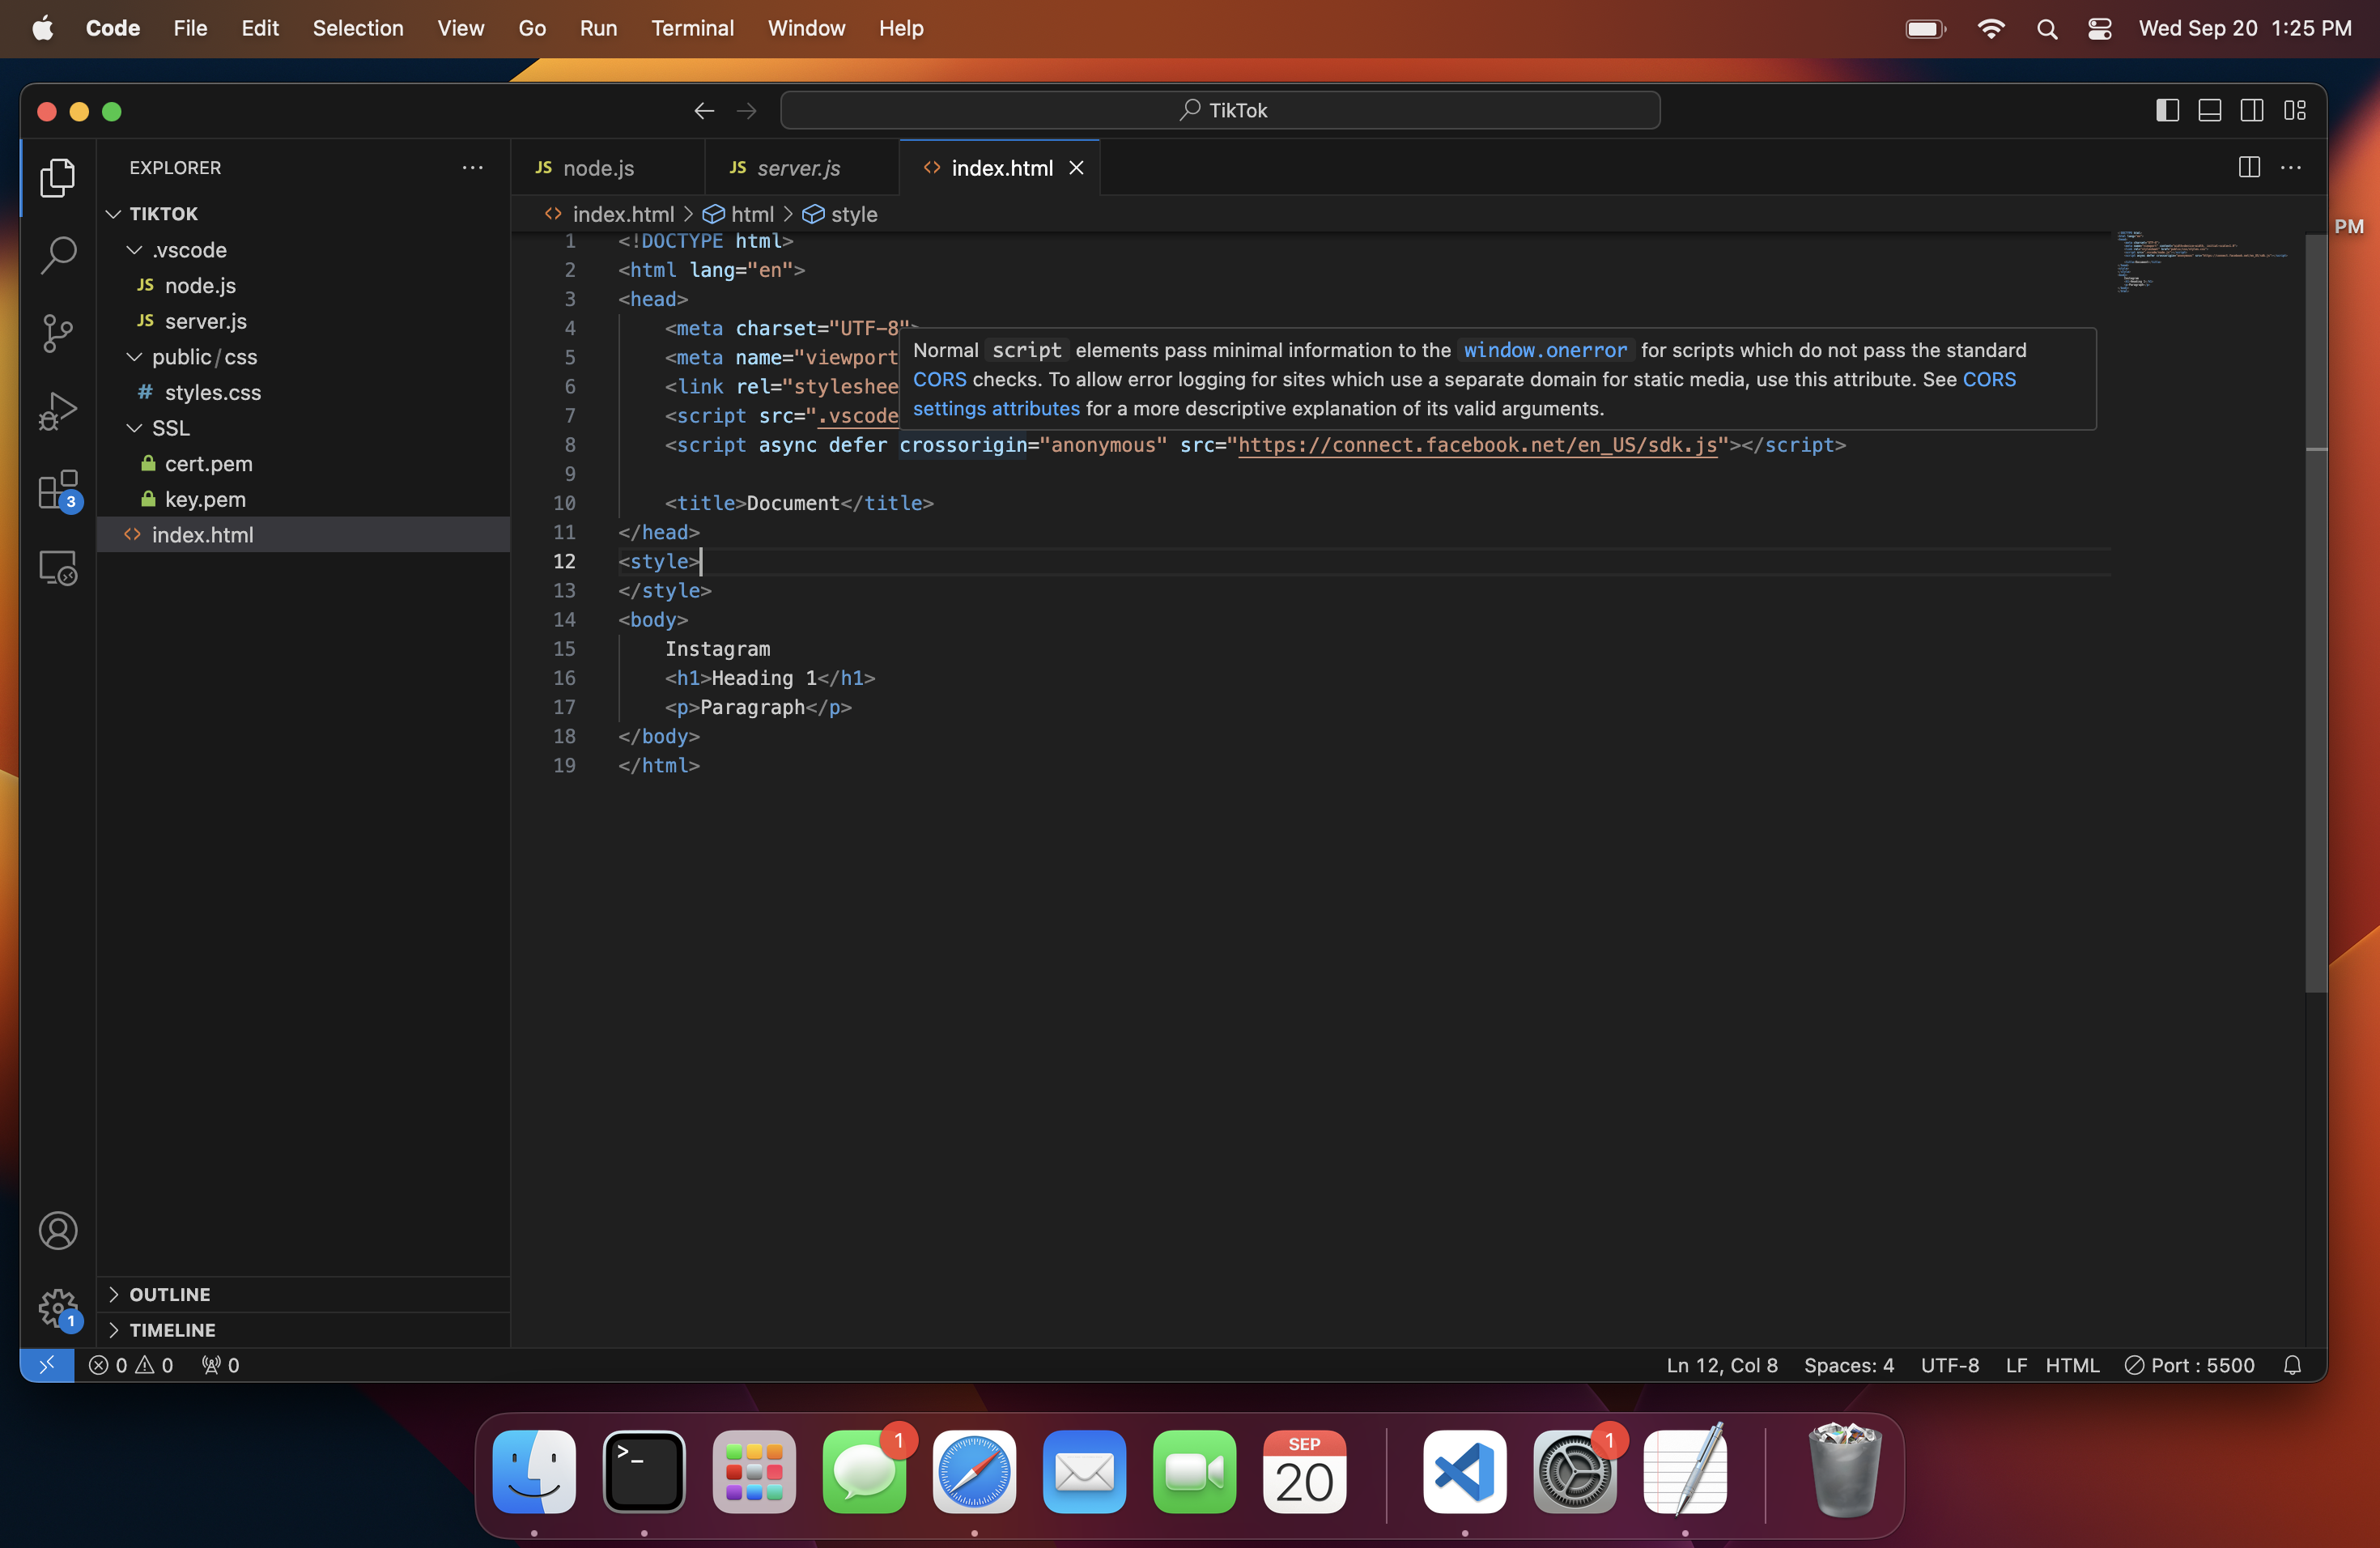 Code File Edit Selection View Go Run Terminal Window Help Wed Sep 20 1:25 PM
TikTok
PM
EXPLORER
TIKTOK
.vscode
JS node.js
JS server.js
public/css
# styles.css
SSL
cert.pem
key.pem
<> index.html
OUTLINE
TIMELINE
3
1
JS node.js JS server.js <> index.html
<> index.html > html > style
1 <!DOCTYPE html>
2 <html lang="en">
3 <head>
4 <meta charset="UTF-8">
5 <meta name="viewport
6 <link rel="styleshee
7 <script src=".vscode
Normal script elements pass minimal information to the window.onerror for scripts which do not pass the standard
CORS checks. To allow error logging for sites which use a separate domain for static media, use this attribute. See CORS
settings attributes for a more descriptive explanation of its valid arguments.
8 <script async defer crossorigin="anonymous" src="https://connect.facebook.net/en_US/sdk.js"></script>
9
10 <title>Document</title>
11 </head>
12 <style>
13 </style>
14 <body>
15 Instagram
16 <h1>Heading 1</h1>
17 <p>Paragraph</p>
18 </body>
19 </html>
0 0 0 Ln 12, Col 8 Spaces: 4 UTF-8 LF HTML Port : 5500
>_
1
SEP
20
1